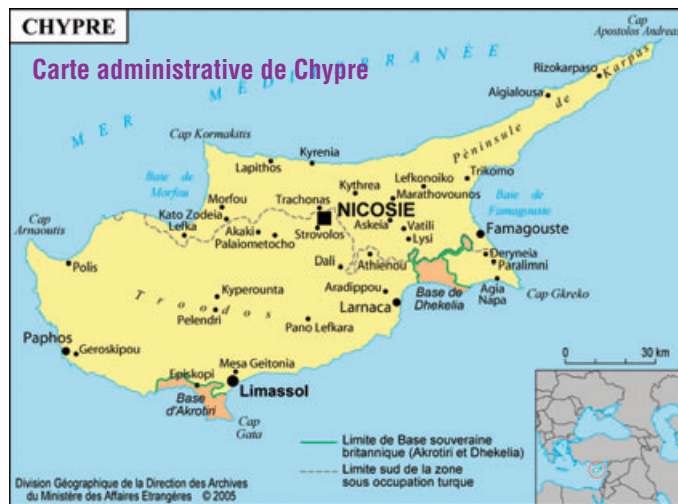 CHYPRE
Carte administrative de Chypre
MER MÉDITERRANÉE
Cap
Apostolos Andreas
Rizokarpaso
Aigialousa
Péninsule de Karpas
Cap Kormakitis
Kyrenia
Lapithos
Baie de
Morfou
Kythrea
Lefkonoiko
Trikomo
Marathovounos
Morfou
Trachonas
NICOSIE
Baie de
Famagouste
Cap
Arnaoutis
Kato Zodeia
Lefka
Akaki
Palaiometocho
Strovolos
Askeia
Vatili
Lysi
Famagouste
Polis
Dali
Athienou
Deryneia
Paralimni
Agia
Napa
Cap Gkreko
Aradippou
Base de
Dhekelia
Larnaca
Kyperounta
Troodos
Pelendri
Pano Lefkara
Paphos
Geroskipou
Mesa Geitonia
Episkopi
Limassol
Base
d'Akrotiri
Cap
Gata
0 30 km
Limite de Base souveraine
britannique (Akrotiri et Dhekelia)
Limite sud de la zone
sous occupation turque
Division Géographique de la Direction des Archives
du Ministère des Affaires Etrangères © 2005